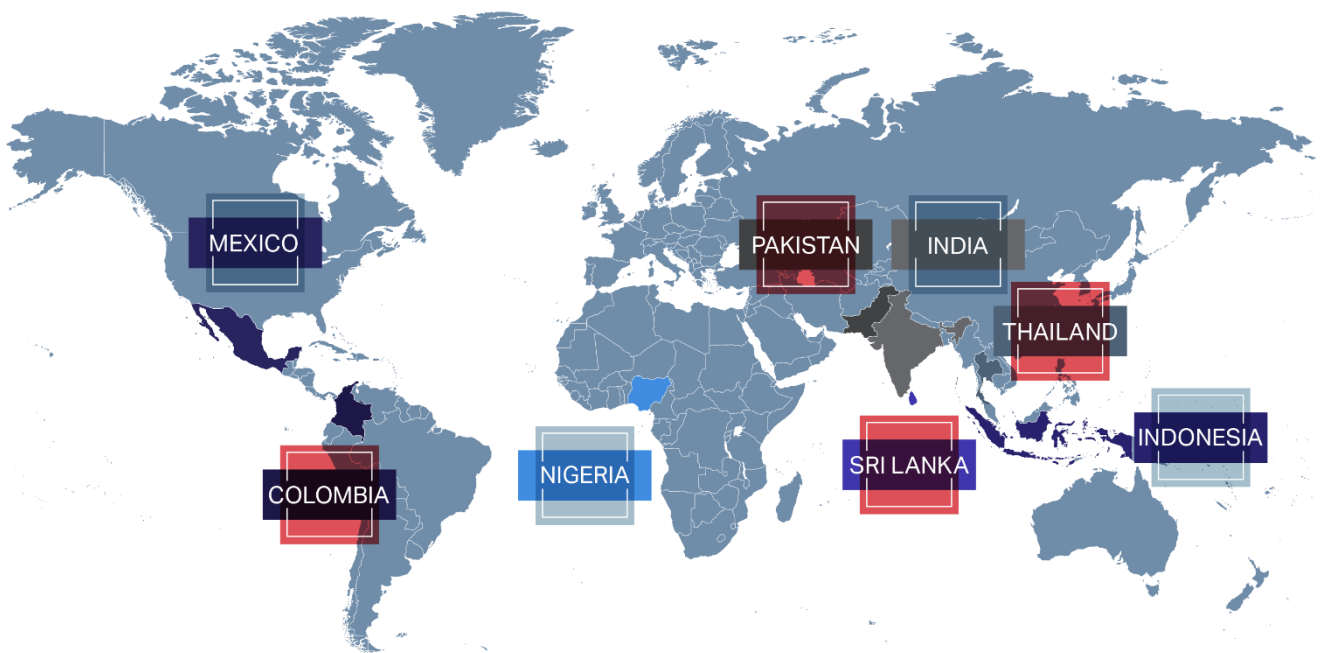 MEXICO
PAKISTAN
INDIA
THAILAND
INDONESIA
SRI LANKA
NIGERIA
COLOMBIA